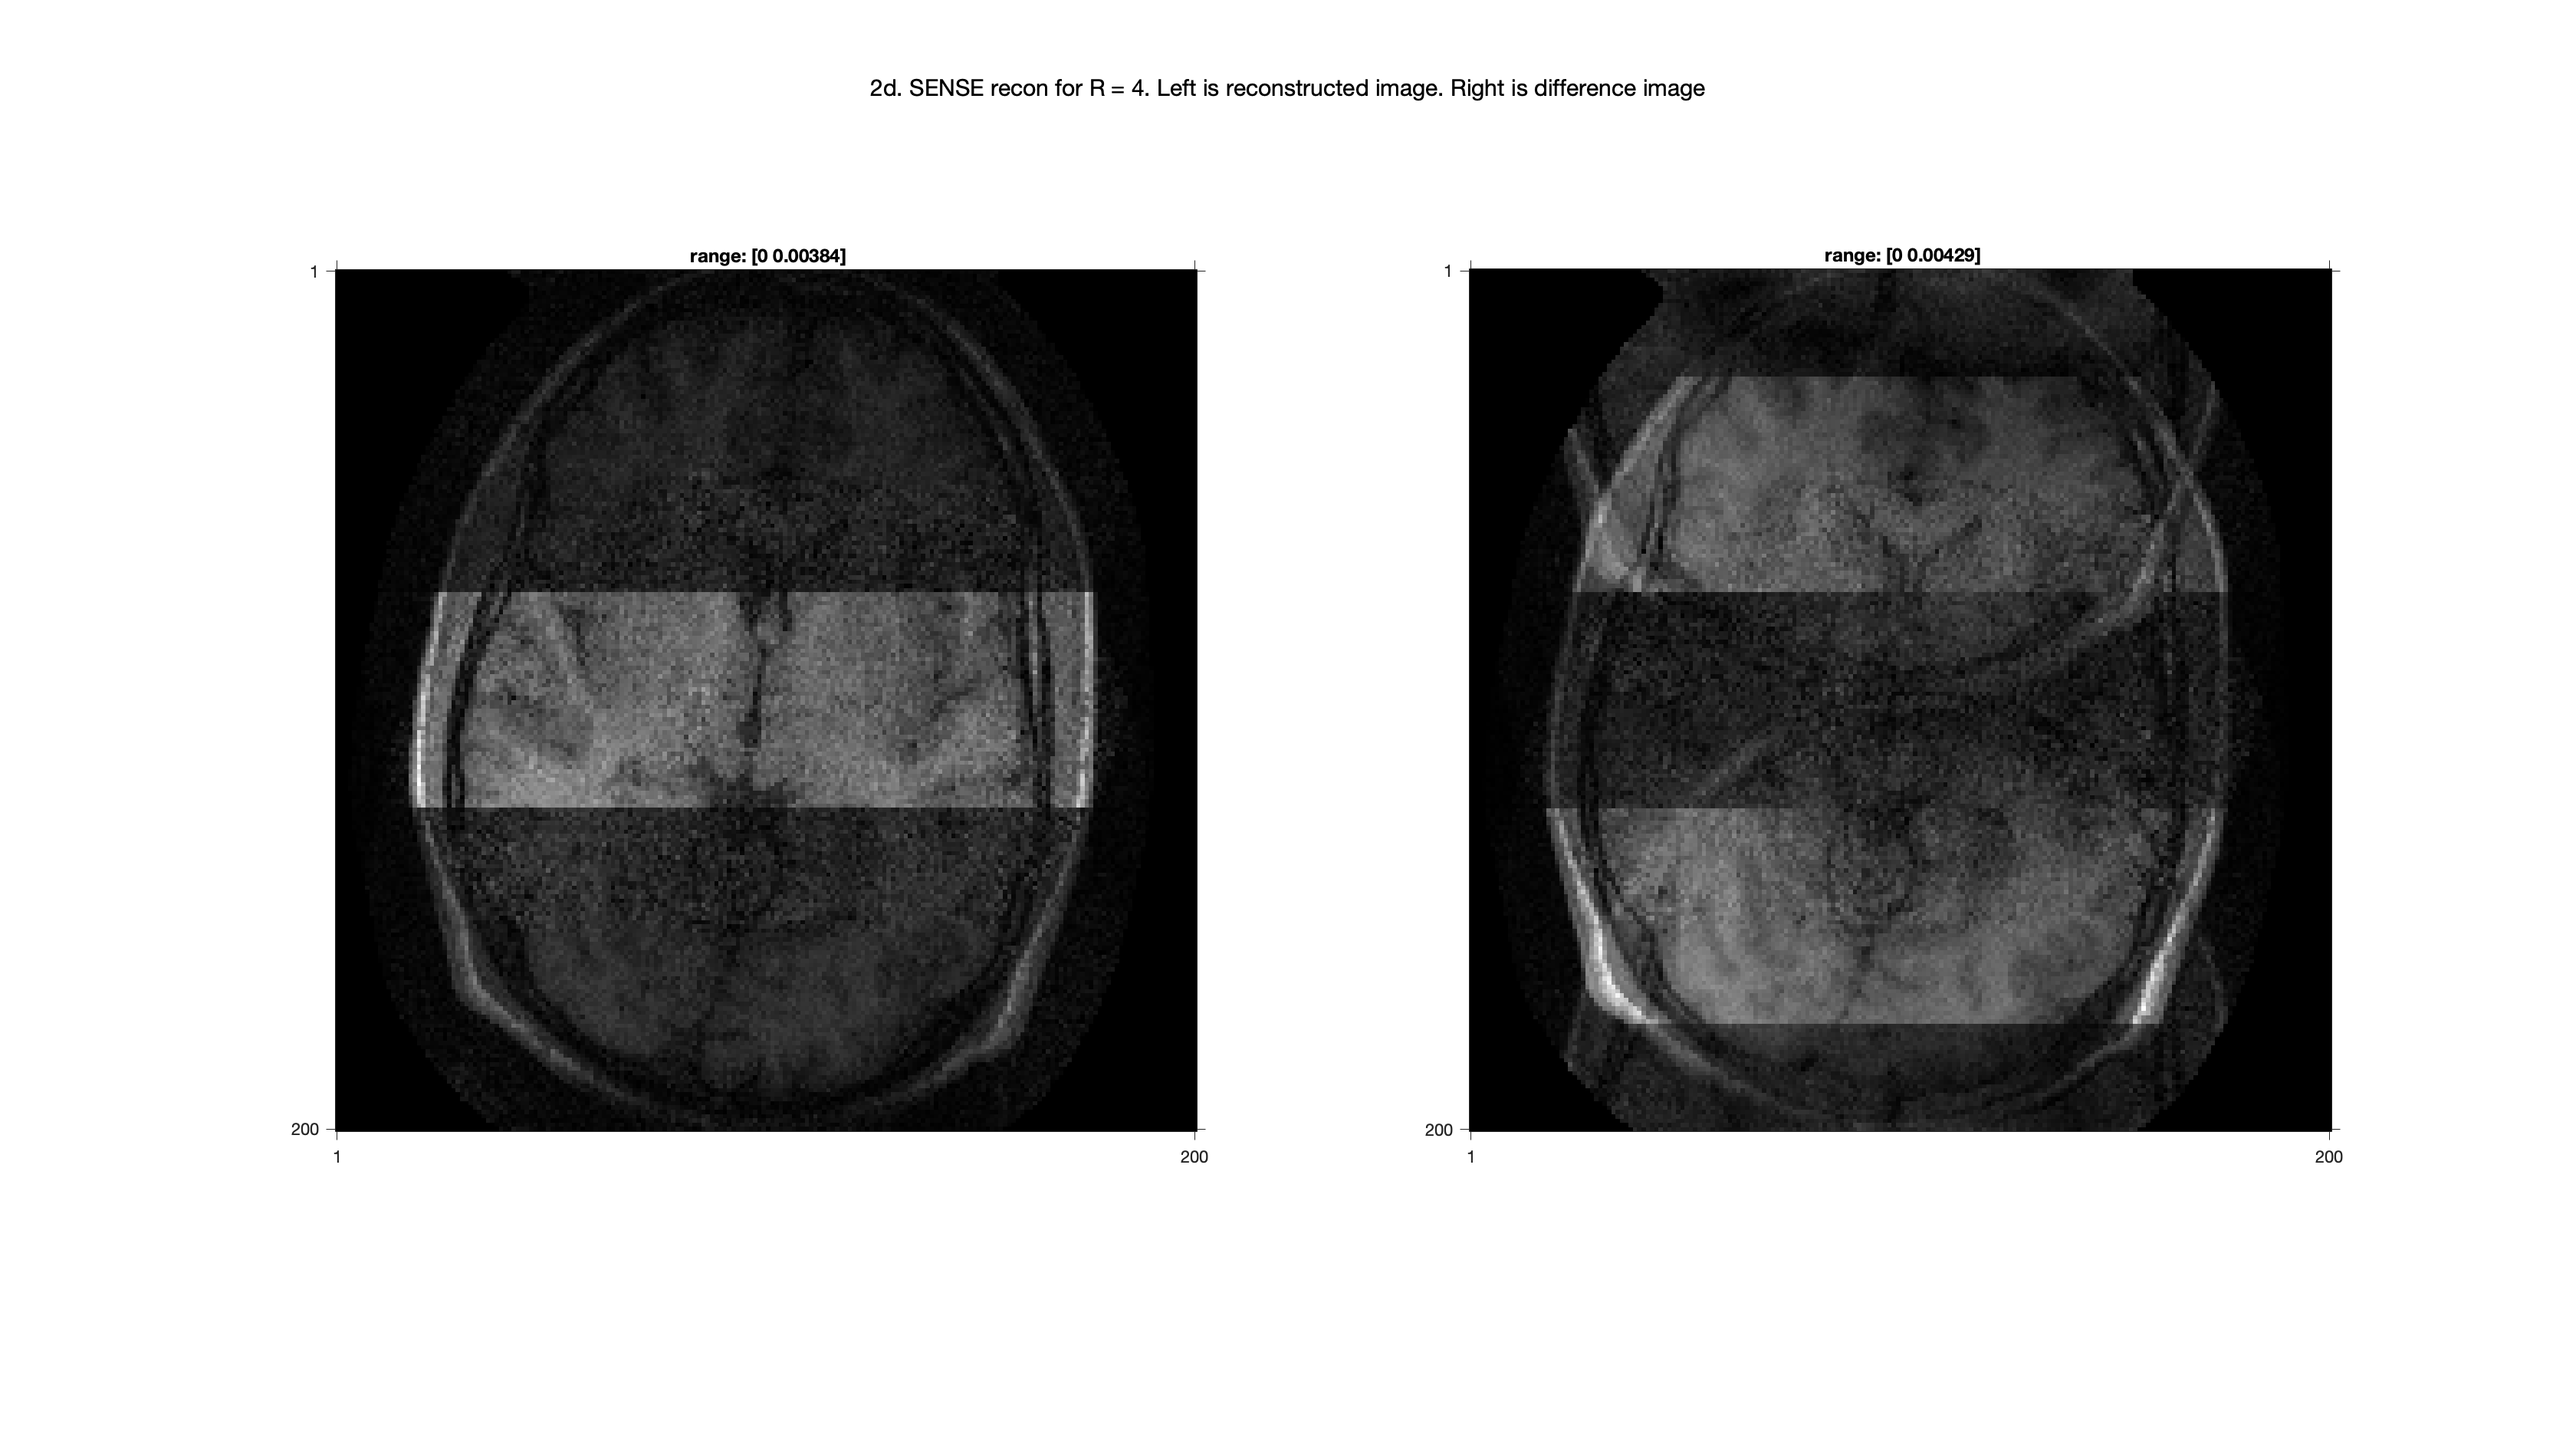 2d. SENSE recon for R = 4. Left is reconstructed image. Right is difference image
range: [0 0.00384]
1
200
1
200
range: [0 0.00429]
1
200
1
200